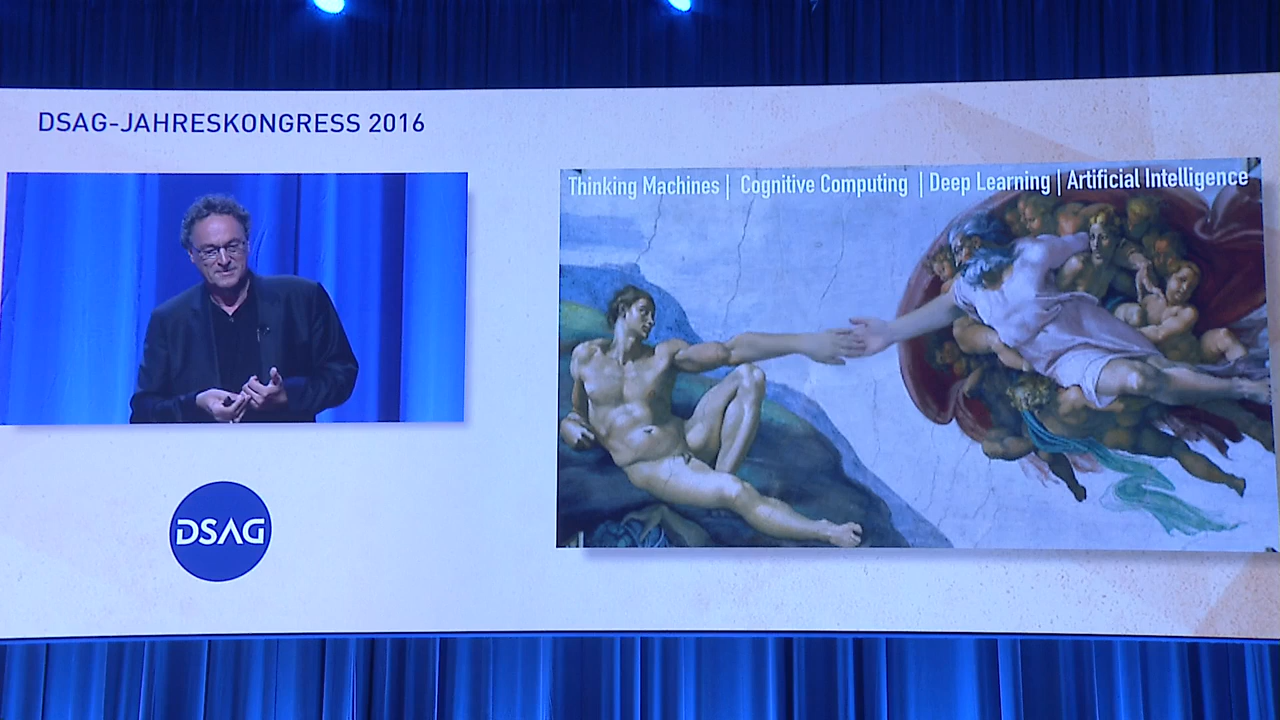 DSAG-JAHRESKONGRESS 2016
Thinking Machines | Cognitive Computing | Deep Learning | Artificial Intelligence
DSAG